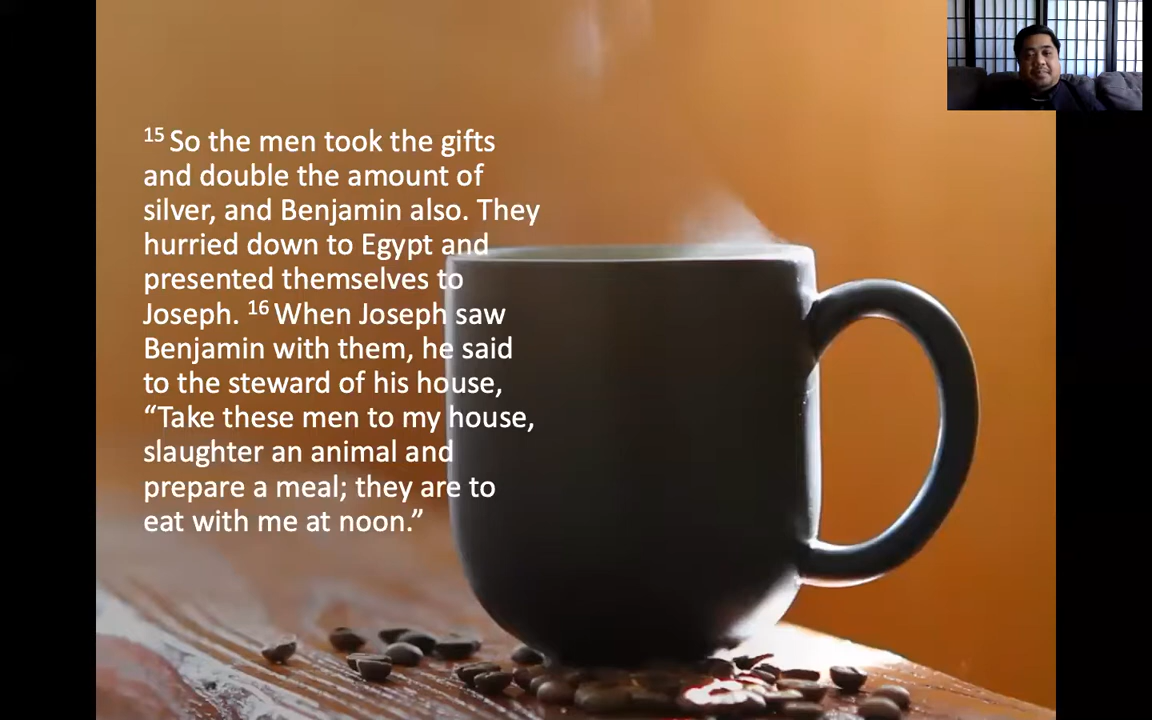 15 So the men took the gifts
and double the amount of
silver, and Benjamin also. They
hurried down to Egypt and
presented themselves to
Joseph. 16 When Joseph saw
Benjamin with them, he said
to the steward of his house,
“Take these men to my house,
slaughter an animal and
prepare a meal; they are to
eat with me at noon.”